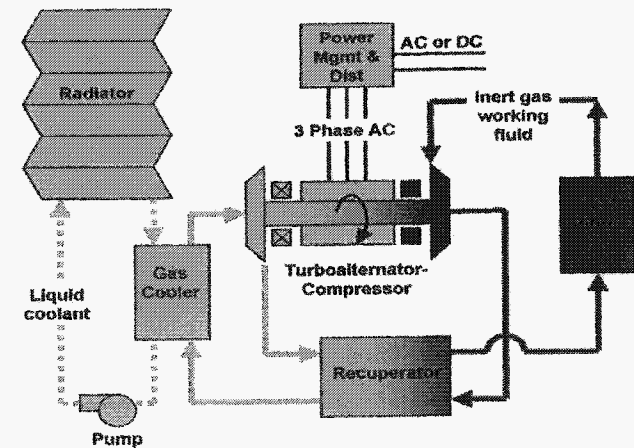 Power
Mgmt &
Dist
AC or DC
Radiator
3 Phase AC
Inert gas
working
fluid
Gas
Cooler
Turboalternator-
Compressor
Liquid
coolant
Recuperator
Pump